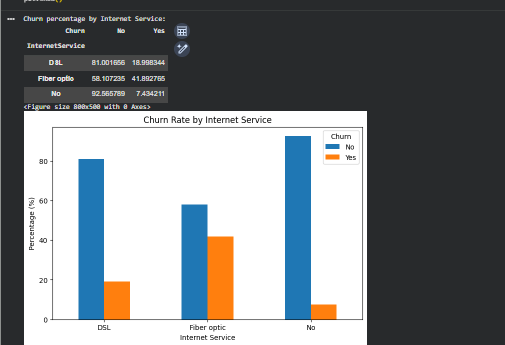 Churn percentage by Internet Service:
Churn No Yes
InternetService
DSL 81.001656 18.998344
Fiber optic 58.107235 41.892765
No 92.565789 7.434211
<Figure size 800x500 with 0 Axes>
Churn Rate by Internet Service
Churn
No
Yes
Percentage (%)
80
60
40
20
0
DSL Fiber optic No
Internet Service